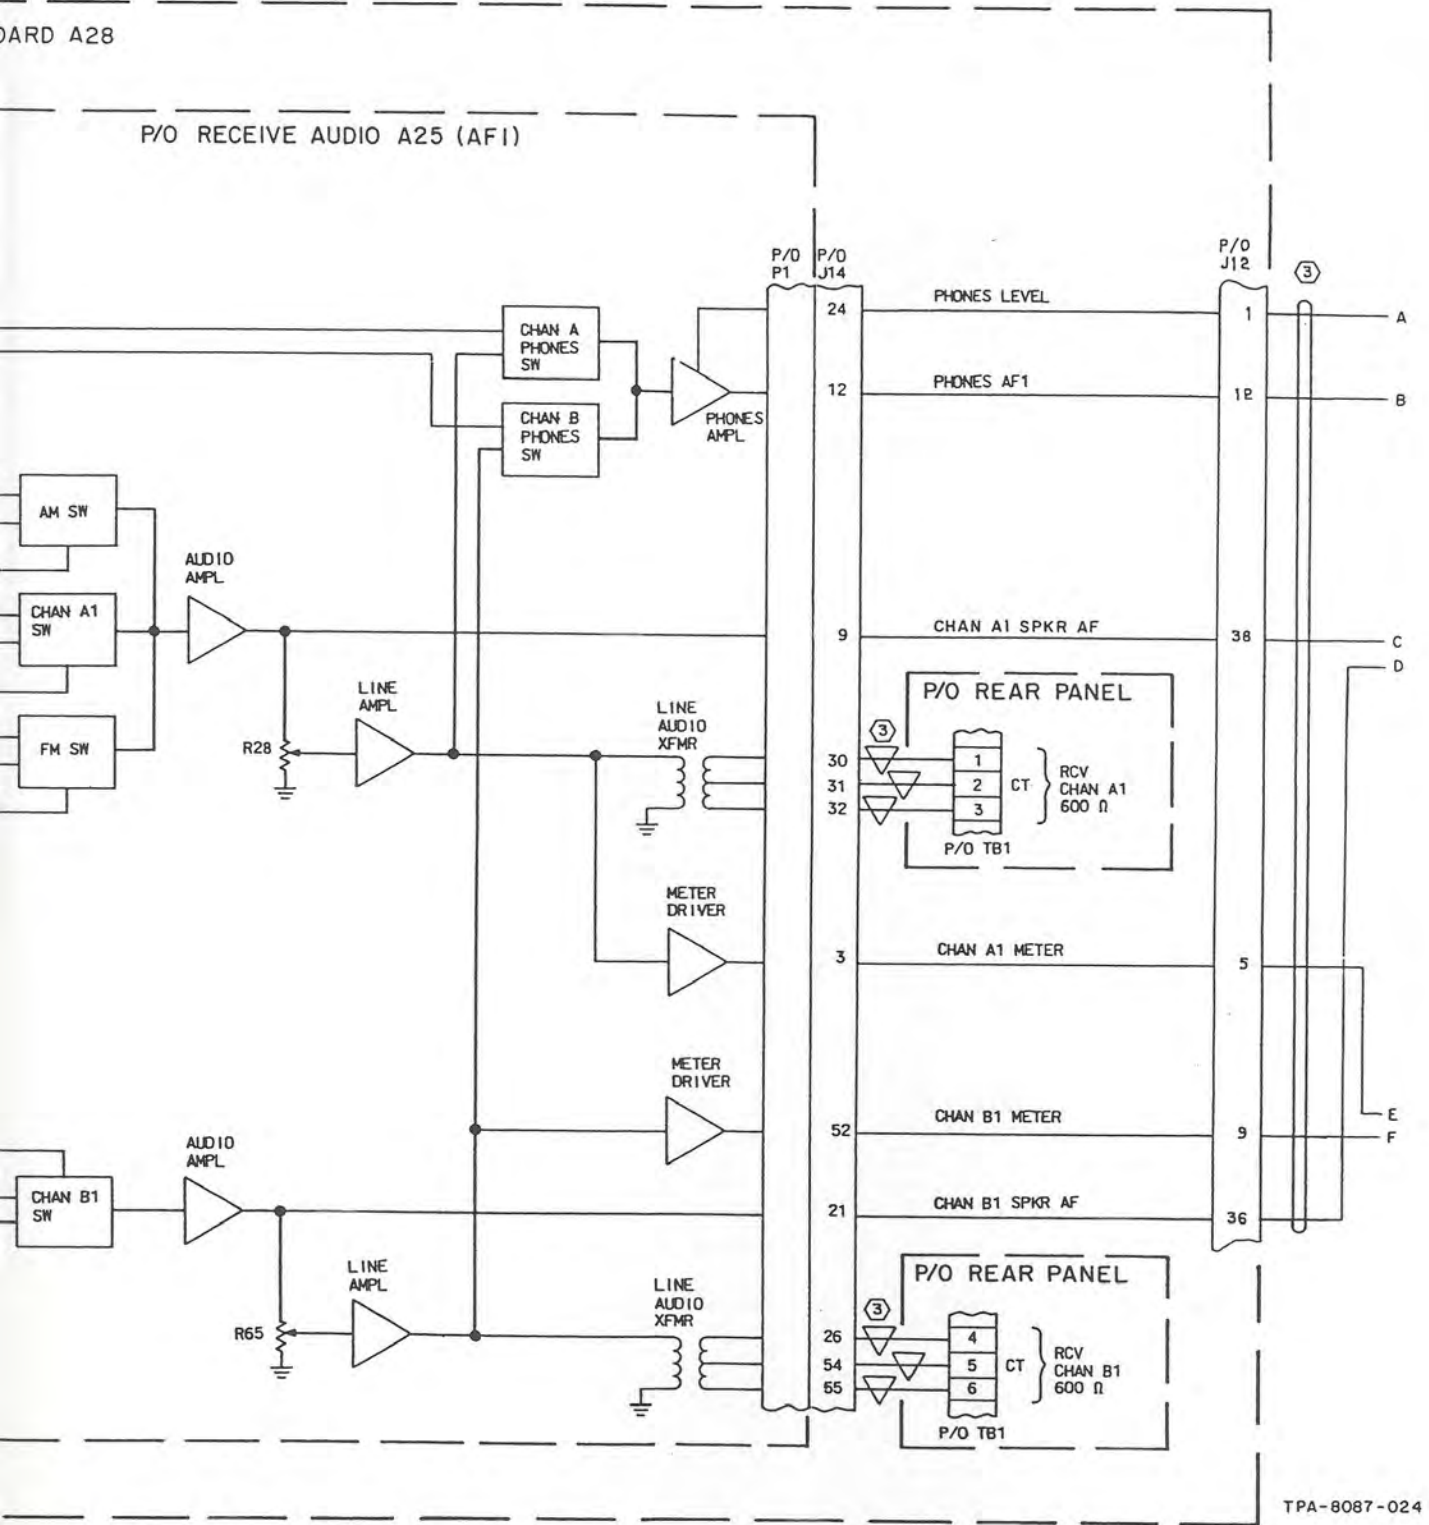 OARD A28
P/O RECEIVE AUDIO A25 (AF1)
P/O
P1
P/O
J14
P/O
J12
3
24
PHONES LEVEL
1
A
CHAN A
PHONES
SW
12
PHONES AF1
12
B
CHAN B
PHONES
SW
PHONES
AMPL
AM SW
AUDIO
AMPL
CHAN A1
SW
9
CHAN A1 SPKR AF
38
C
D
LINE
AMPL
P/O REAR PANEL
LINE
AUDIO
XFMR
FM SW
R28
3
30
1
31
2
CT
32
3
RCV
CHAN A1
600 Ω
P/O TB1
METER
DRIVER
3
CHAN A1 METER
5
METER
DRIVER
E
52
CHAN B1 METER
9
F
AUDIO
AMPL
CHAN B1
SW
21
CHAN B1 SPKR AF
36
LINE
AMPL
P/O REAR PANEL
LINE
AUDIO
XFMR
R65
3
26
4
54
5
CT
55
6
RCV
CHAN B1
600 Ω
P/O TB1
TPA-8087-024